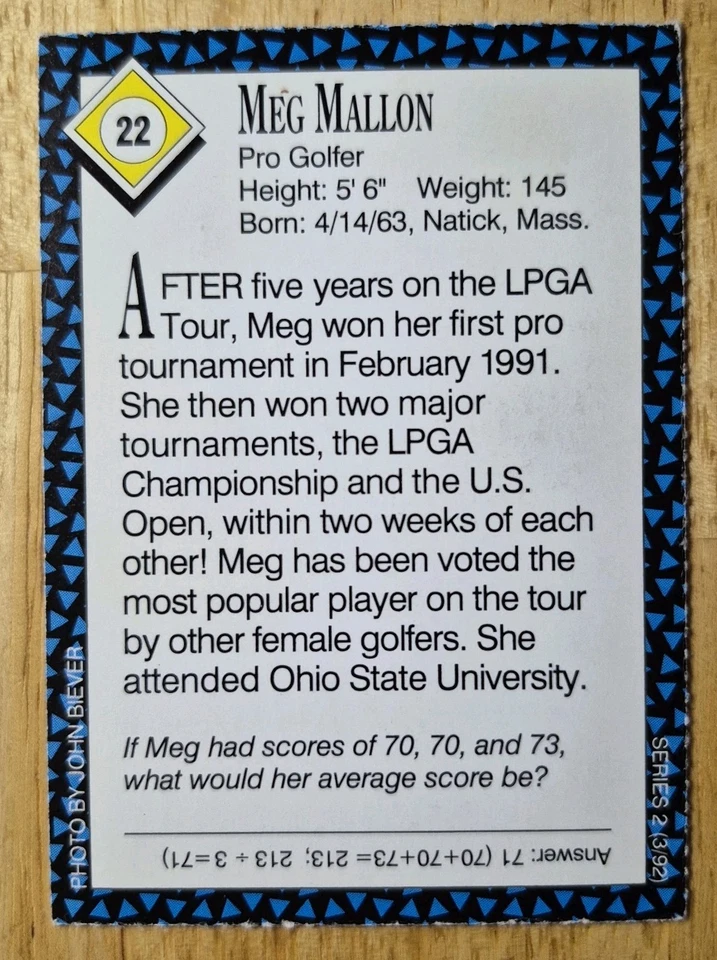 22
MEG MALLON
Pro Golfer
Height: 5' 6" Weight: 145
Born: 4/14/63, Natick, Mass.
AFTER five years on the LPGA
Tour, Meg won her first pro
tournament in February 1991.
She then won two major
tournaments, the LPGA
Championship and the U.S.
Open, within two weeks of each
other! Meg has been voted the
most popular player on the tour
by other female golfers. She
attended Ohio State University.
If Meg had scores of 70, 70, and 73,
what would her average score be?
Answer: 71 (70+70+73=213; 213 ÷ 3=71)
PHOTO BY JOHN BIEVER
SERIES 2 (3/92)